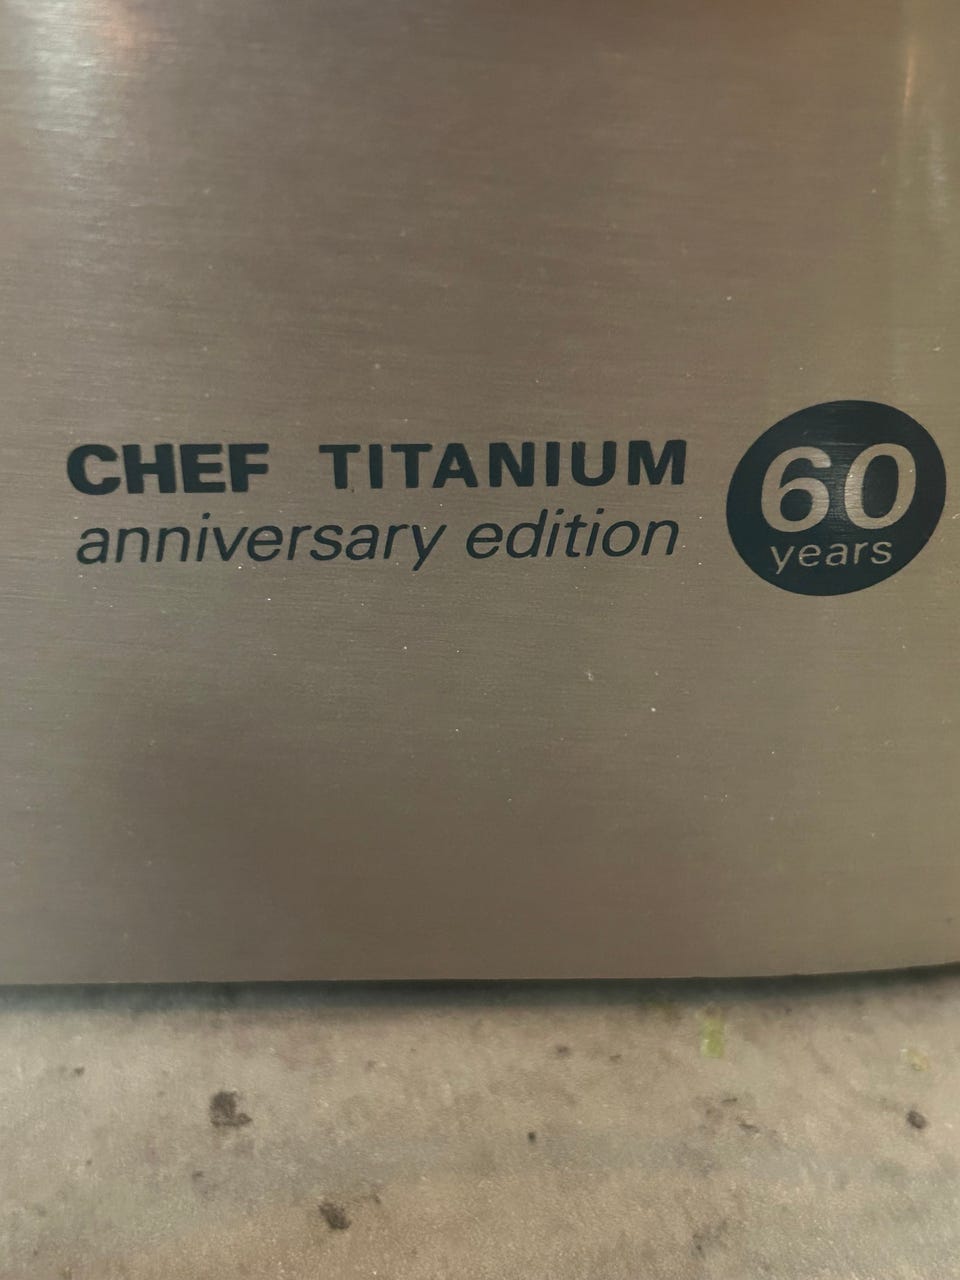 CHEF TITANIUM
anniversary edition
60
years